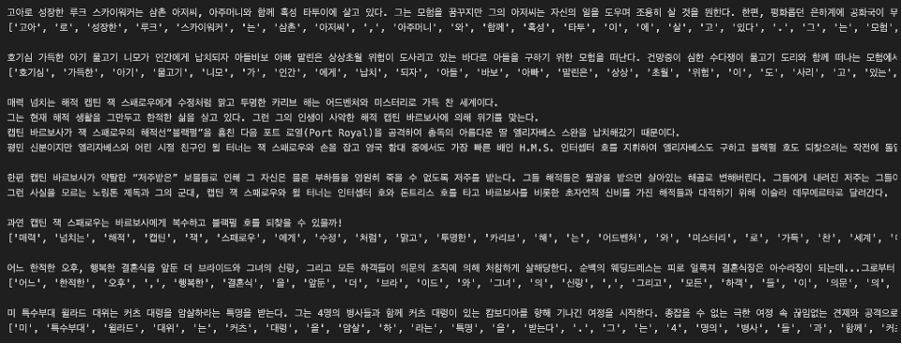 고아로 성장한 루크 스카이워커는 삼촌 아저씨, 아주머니와 함께 혹성 타투이에 살고 있다. 그는 모험을 꿈꾸지만 그의 아저씨는 자신의 일을 도우며 조용히 살 것을 원한다. 한편, 평화롭던 은하계에 공화국이 무
['고아', '로', '성장한', '루크', '스카이워커', '는', '삼촌', '아저씨', ',', '아주머니', '와', '함께', '혹성', '타투', '이', '에', '살', '고', '있다', '.', '그', '는', '모험',
호기심 가득한 아기 물고기 니모가 인간에게 납치되자 아들바보 아빠 말린은 상상초월 위험이 도사리고 있는 바다로 아들을 구하기 위한 모험을 떠난다. 건망증이 심한 수다쟁이 블루탱 물고기 도리와 함께 떠나는 모험에서
['호기심', '가득한', '아기', '물고기', '니모', '가', '인간', '에게', '납치', '되자', '아들', '바보', '아빠', '말린은', '상상', '초월', '위험', '이', '도', '사리', '고', '있는',
매력 넘치는 해적 캡틴 잭 스패로우에게 수정처럼 맑고 투명한 카리브 해는 어드벤처와 미스터리로 가득 찬 세계이다.
그는 현재 해적 생활을 그만두고 한적한 삶을 살고 있다. 그런 그의 인생이 사악한 해적 캡틴 바르보사에 의해 위기를 맞는다.
캡틴 바르보사가 잭 스패로우의 해적선“블랙펄”을 훔친 다음 포트 로열(Port Royal)을 공격하여 총독의 아름다운 딸 엘리자베스 스완을 납치해갔기 때문이다.
평민 신분이지만 엘리자베스와 어린 시절 친구인 윌 터너는 잭 스패로우와 손을 잡고 영국 함대 중에서도 가장 빠른 배인 H.M.S. 인터셉터 호를 지휘하여 엘리자베스도 구하고 블랙펄 호도 되찾으려는 작전에 돌입
한편 캡틴 바르보사가 약탈한 “저주받은” 보물들로 인해 그 자신은 물론 부하들을 영원히 죽을 수 없도록 저주를 받는다. 그들 해적들은 월광을 받으면 살아있는 해골로 변해버린다. 그들에게 내려진 저주는 그들이
그런 사실을 모르는 노링톤 제독과 그의 군대, 캡틴 잭 스패로우와 윌 터너는 인터셉터 호와 돈트리스 호를 타고 바르보사를 비롯한 초자연적 신비를 가진 해적들과 대적하기 위해 이슬라 데무에르타로 달려간다.
과연 캡틴 잭 스패로우는 바르보사에게 복수하고 블랙펄 호를 되찾을 수 있을까!
['매력', '넘치는', '해적', '캡틴', '잭', '스패로우', '에게', '수정', '처럼', '맑고', '투명한', '카리브', '해', '는', '어드벤처', '와', '미스터리', '로', '가득', '찬', '세계',
어느 한적한 오후, 행복한 결혼식을 앞둔 더 브라이드와 그녀의 신랑, 그리고 모든 하객들이 의문의 조직에 의해 처참하게 살해당한다. 순백의 웨딩드레스는 피로 얼룩져 결혼식장은 아수라장이 되는데...그로부터
['어느', '한적한', '오후', ',', '행복한', '결혼식', '을', '앞둔', '더', '브라', '이드', '와', '그녀', '의', '신랑', ',', '그리고', '모든', '하객', '들', '이', '의문', '의',
미 특수부대 윌라드 대위는 커츠 대령을 암살하라는 특명을 받는다. 그는 4명의 병사들과 함께 커츠 대령이 있는 캄보디아를 향해 기나긴 여정을 시작한다. 종잡을 수 없는 극한 여정 속 끊임없는 견제와 공격으로
['미', '특수부대', '윌라드', '대위', '는', '커츠', '대령', '을', '암살', '하', '라는', '특명', '을', '받는다', '.', '그', '는', '4', '명의', '병사', '들', '과', '함께',